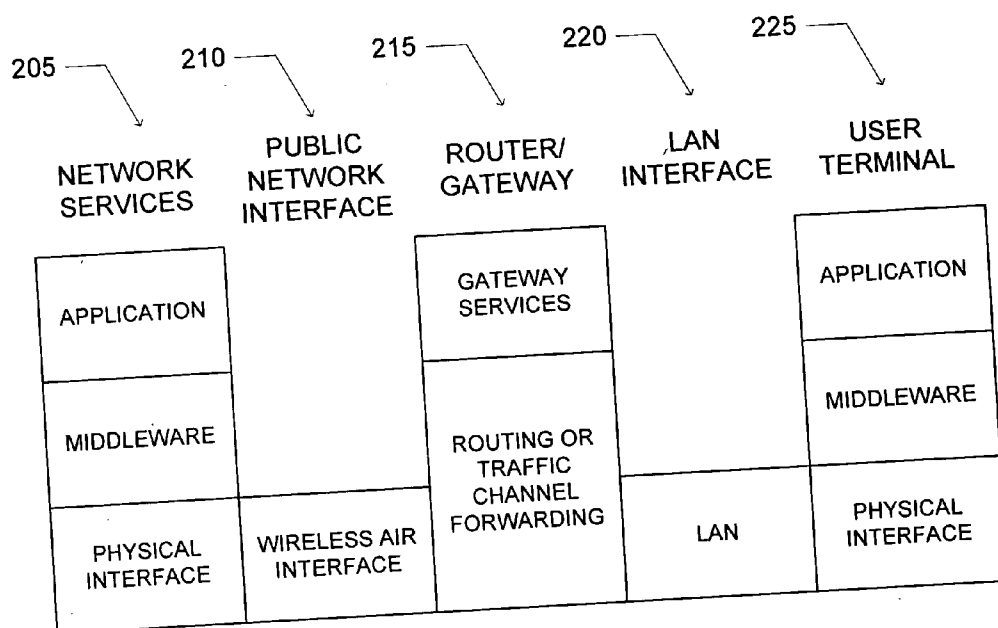 205
210
215
220
225
NETWORK
SERVICES
PUBLIC
NETWORK
INTERFACE
ROUTER/
GATEWAY
LAN
INTERFACE
USER
TERMINAL
APPLICATION
MIDDLEWARE
PHYSICAL
INTERFACE
WIRELESS AIR
INTERFACE
GATEWAY
SERVICES
ROUTING OR
TRAFFIC
CHANNEL
FORWARDING
LAN
APPLICATION
MIDDLEWARE
PHYSICAL
INTERFACE